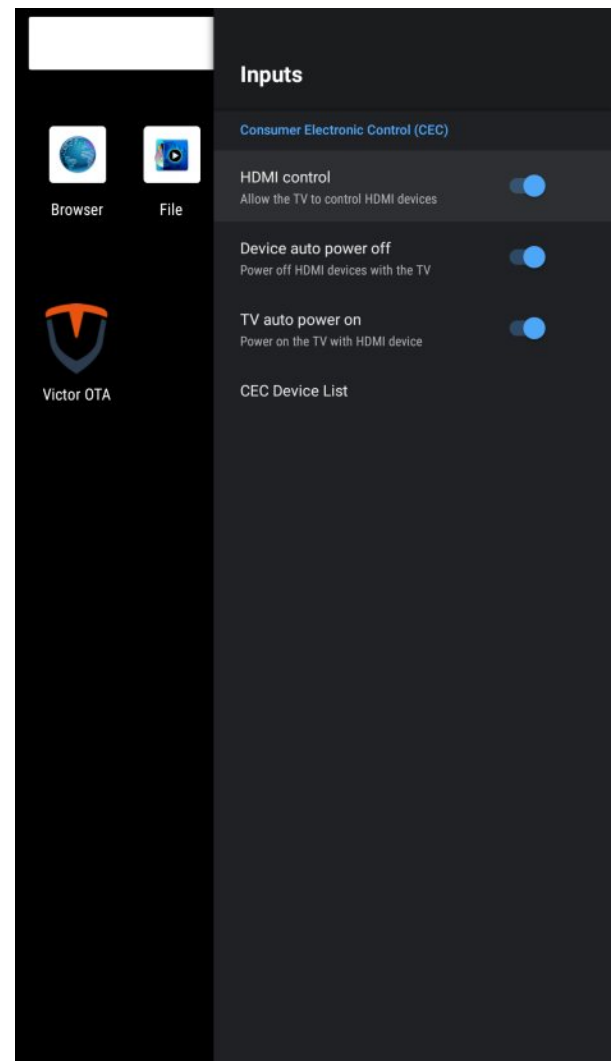 Inputs
Consumer Electronic Control (CEC)
HDMI control
Allow the TV to control HDMI devices
Device auto power off
Power off HDMI devices with the TV
TV auto power on
Power on the TV with HDMI device
CEC Device List
Browser
File
Victor OTA